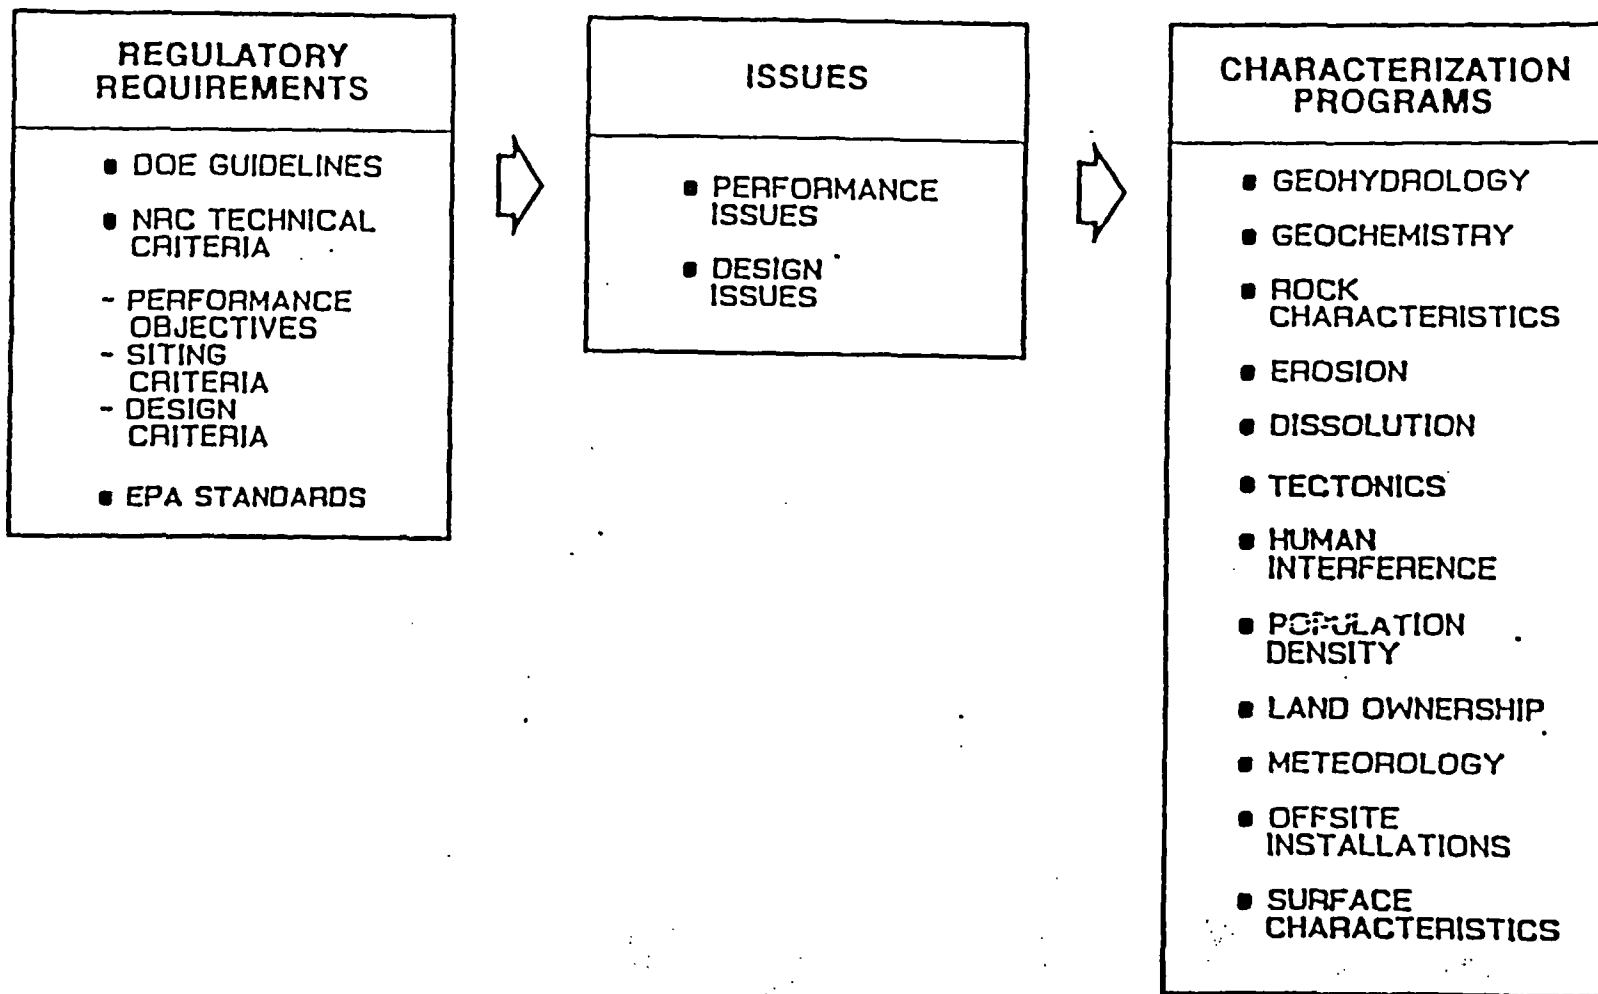 REGULATORY
REQUIREMENTS
■ DOE GUIDELINES
■ NRC TECHNICAL
CRITERIA
- PERFORMANCE
OBJECTIVES
- SITING
CRITERIA
- DESIGN
CRITERIA
■ EPA STANDARDS
ISSUES
■ PERFORMANCE
ISSUES
■ DESIGN
ISSUES
CHARACTERIZATION
PROGRAMS
■ GEOHYDROLOGY
■ GEOCHEMISTRY
■ ROCK
CHARACTERISTICS
■ EROSION
■ DISSOLUTION
■ TECTONICS
■ HUMAN
INTERFERENCE
■ POPULATION
DENSITY
■ LAND OWNERSHIP
■ METEOROLOGY
■ OFFSITE
INSTALLATIONS
■ SURFACE
CHARACTERISTICS